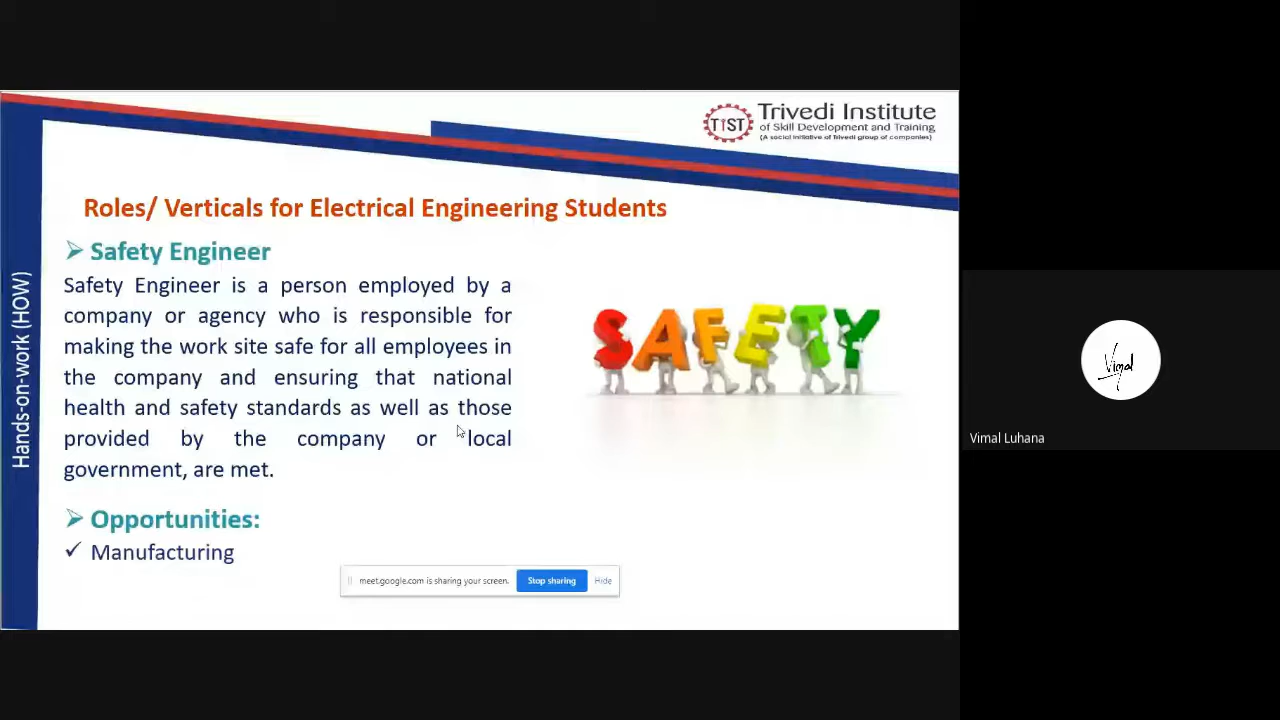 TIST
Trivedi Institute
of Skill Development and Training
(A social initiative of Trivedi group of companies)
Roles/ Verticals for Electrical Engineering Students
Safety Engineer
Safety Engineer is a person employed by a
company or agency who is responsible for
making the work site safe for all employees in
the company and ensuring that national
health and safety standards as well as those
provided by the company or local
government, are met.
Opportunities:
Manufacturing
Hands-on-work (HOW)
SAFETY
meet.google.com is sharing your screen.
Stop sharing
Hide
Vimal
Vimal Luhana